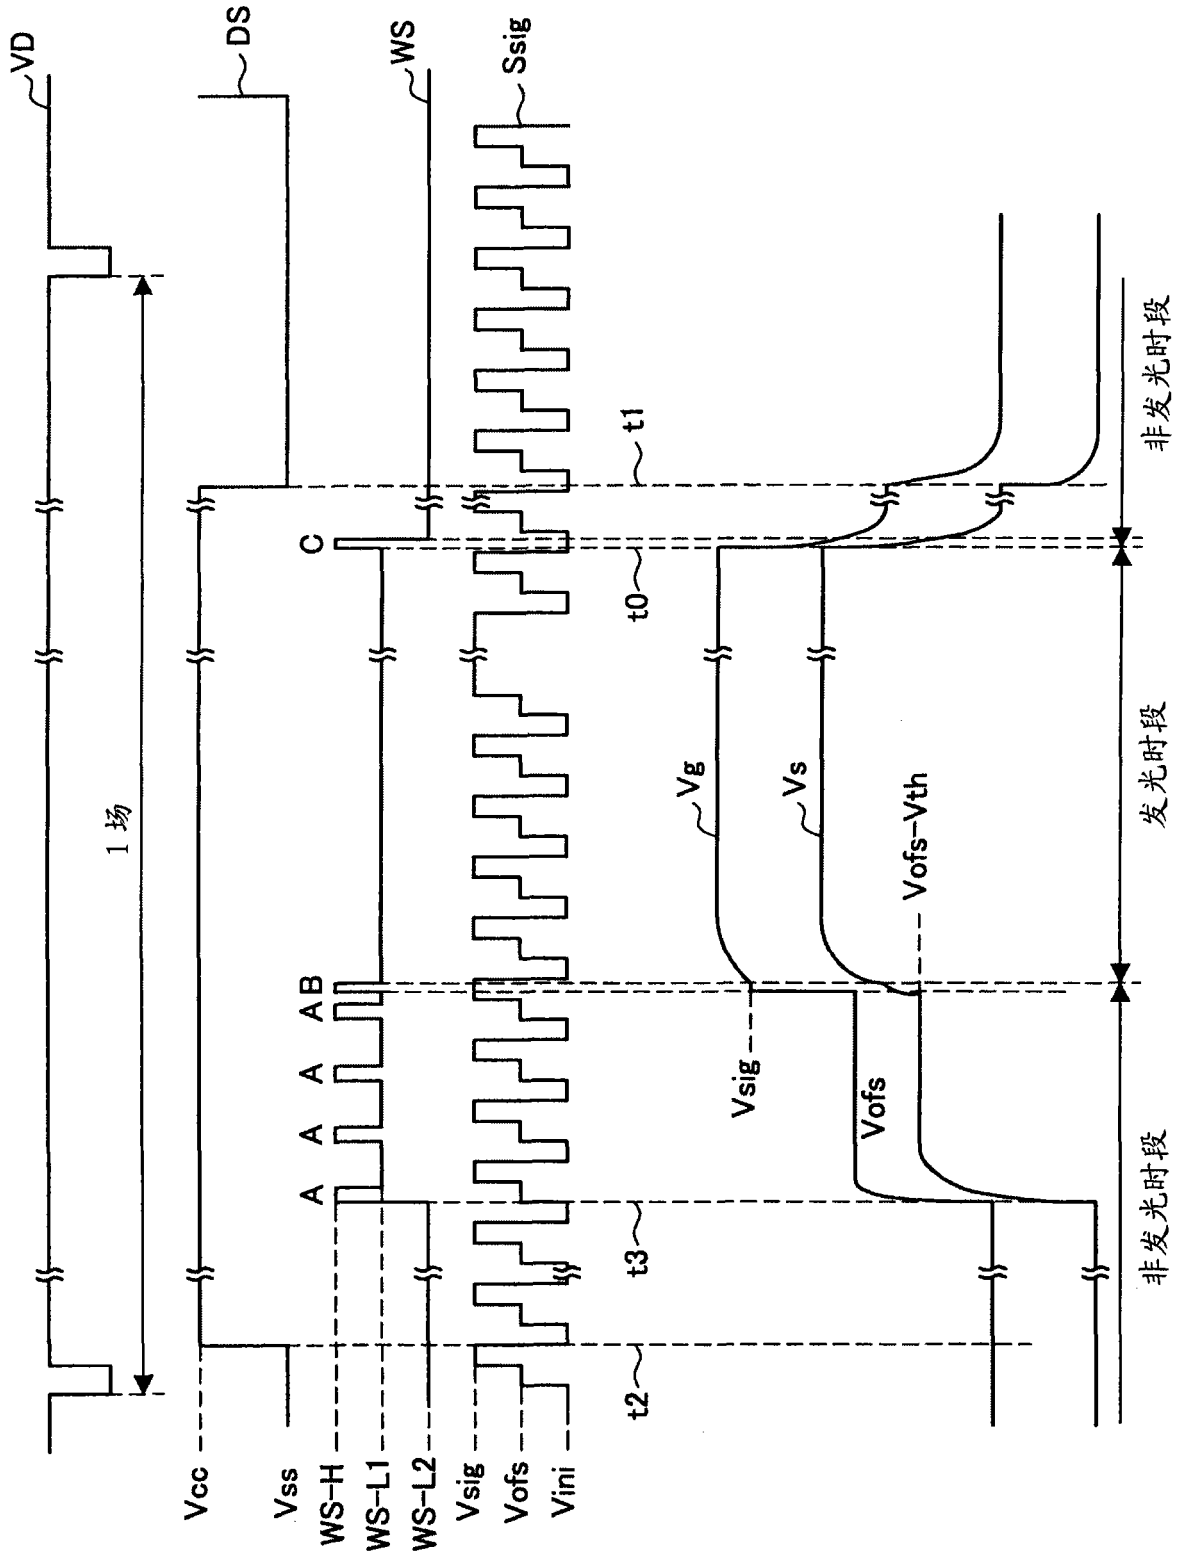 VD
1 场
Vcc
Vss
DS
A
A
A
A
B
C
WS-H
WS-L1
WS-L2
WS
Vsig
Vofs
Vini
Ssig
t2
t3
t0
t1
Vsig
Vg
Vofs
Vs
Vofs-Vth
非发光时段
发光时段
非发光时段